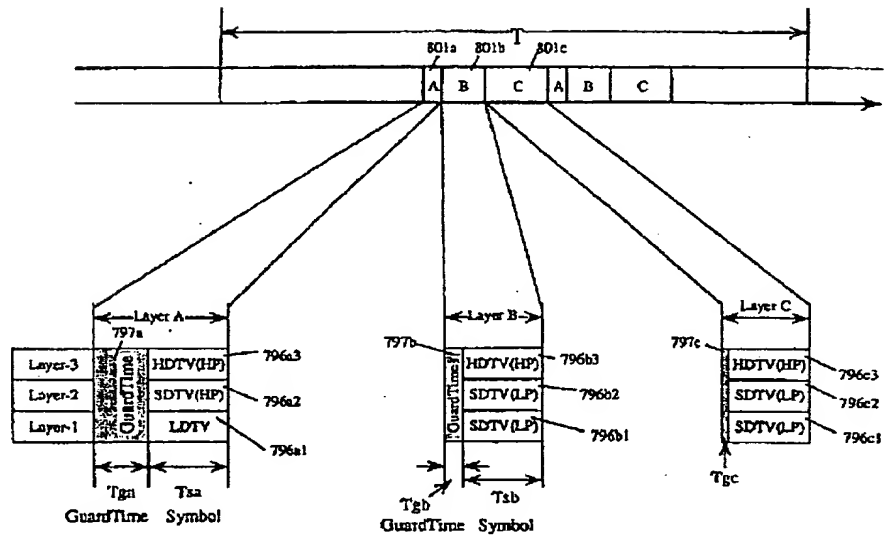 T
801a 801b 801c
A B C A B C
Layer A
Layer B
Layer C
797a
797b
797c
Layer-3 GuardTime HDTV(HP) 796a3
Layer-2 SDTV(HP) 796a2
Layer-1 LDTV 796a1
GuardTime HDTV(HP) 796b3
SDTV(LP) 796b2
SDTV(LP) 796b1
HDTV(HP) 796c3
SDTV(LP) 796c2
SDTV(LP) 796c1
Tga Tsa
GuardTime Symbol
Tgb Tsb
GuardTime Symbol
Tgc